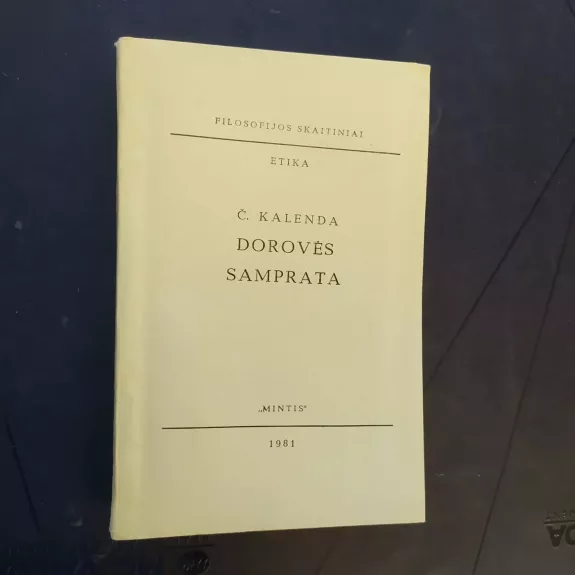 FILOSOFIJOS SKAITINIAI
ETIKA
Č. KALENDA
DOROVĖS
SAMPRATA
„MINTIS“
1981